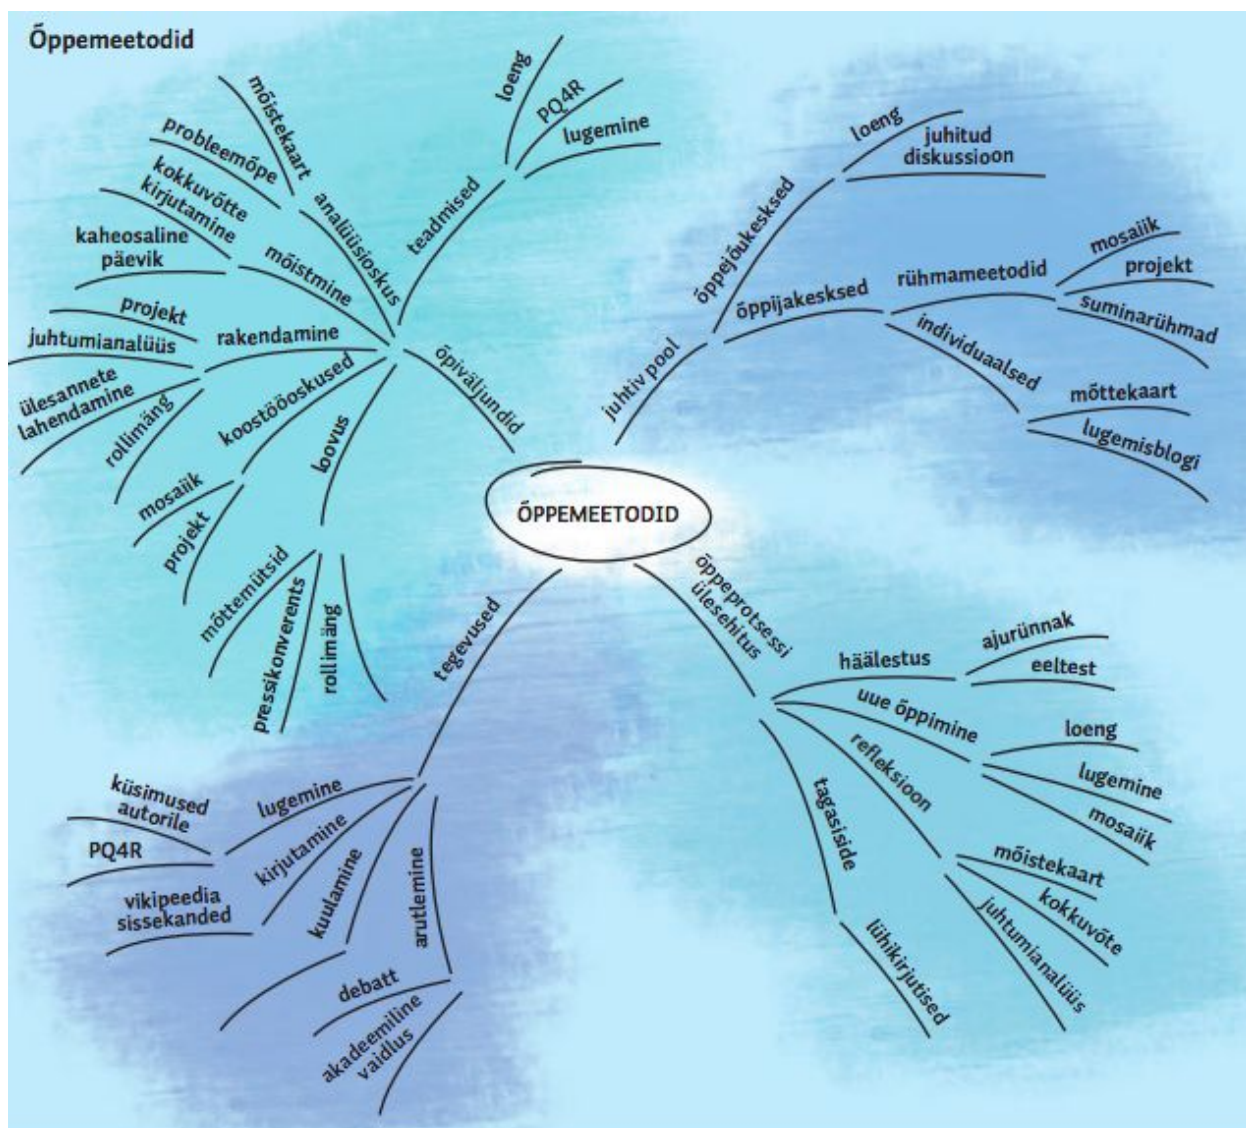 Õppemeetodid
mõistekaart
probleemõpe
kokkuvõtte
kirjutamine
kaheosaline
päevik
projekt
juhtumianalüüs
ülesannete
lahendamine
rollimäng
mosaiik
projekt
mõttemütsid
pressikonverents
rollimäng
analüüsioskus
mõistmine
rakendamine
koostööoskused
loovus
teadmised
loeng
PQ4R
lugemine
õpiväljundid
juhtiv pool
õppejõukesksed
loeng
juhitud
diskussioon
õppijakesksed
rühmameetodid
mosaiik
projekt
suminarühmad
individuaalsed
mõttekaart
lugemisblogi
ÕPPEMEETODID
tegevused
lugemine
küsimused
autorile
PQ4R
kirjutamine
vikipeedia
sissekanded
kuulamine
arutlemine
debatt
akadeemiline
vaidlus
õppeprotsessi
ülesehitus
häälestus
ajurünnak
eeltest
uue õppimine
loeng
lugemine
mosaiik
refleksioon
mõistekaart
kokkuvõte
juhtumianalüüs
tagasiside
lühikirjutised